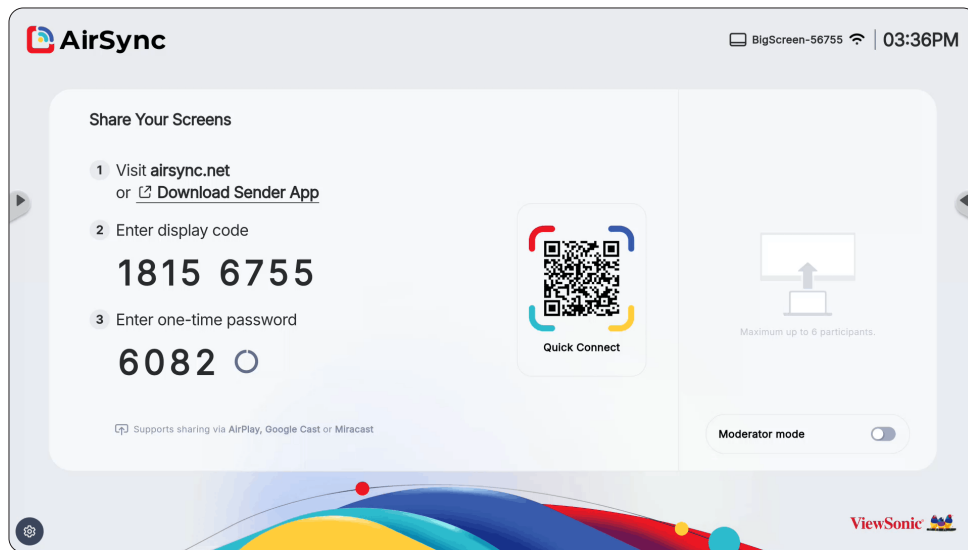 AirSync
BigScreen-56755
03:36PM
Share Your Screens
1 Visit airsync.net
or Download Sender App
2 Enter display code
1815 6755
3 Enter one-time password
6082
Supports sharing via AirPlay, Google Cast or Miracast
Quick Connect
Maximum up to 6 participants.
Moderator mode
ViewSonic